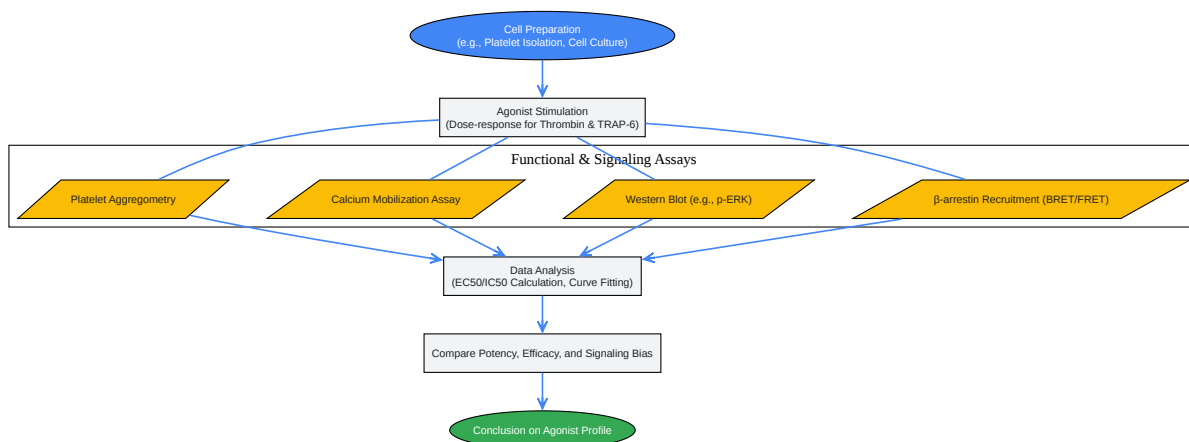 Cell Preparation
(e.g., Platelet Isolation, Cell Culture)
Agonist Stimulation
(Dose-response for Thrombin & TRAP-6)
Functional & Signaling Assays
Platelet Aggregometry
Calcium Mobilization Assay
Western Blot (e.g., p-ERK)
β-arrestin Recruitment (BRET/FRET)
Data Analysis
(EC50/IC50 Calculation, Curve Fitting)
Compare Potency, Efficacy, and Signaling Bias
Conclusion on Agonist Profile